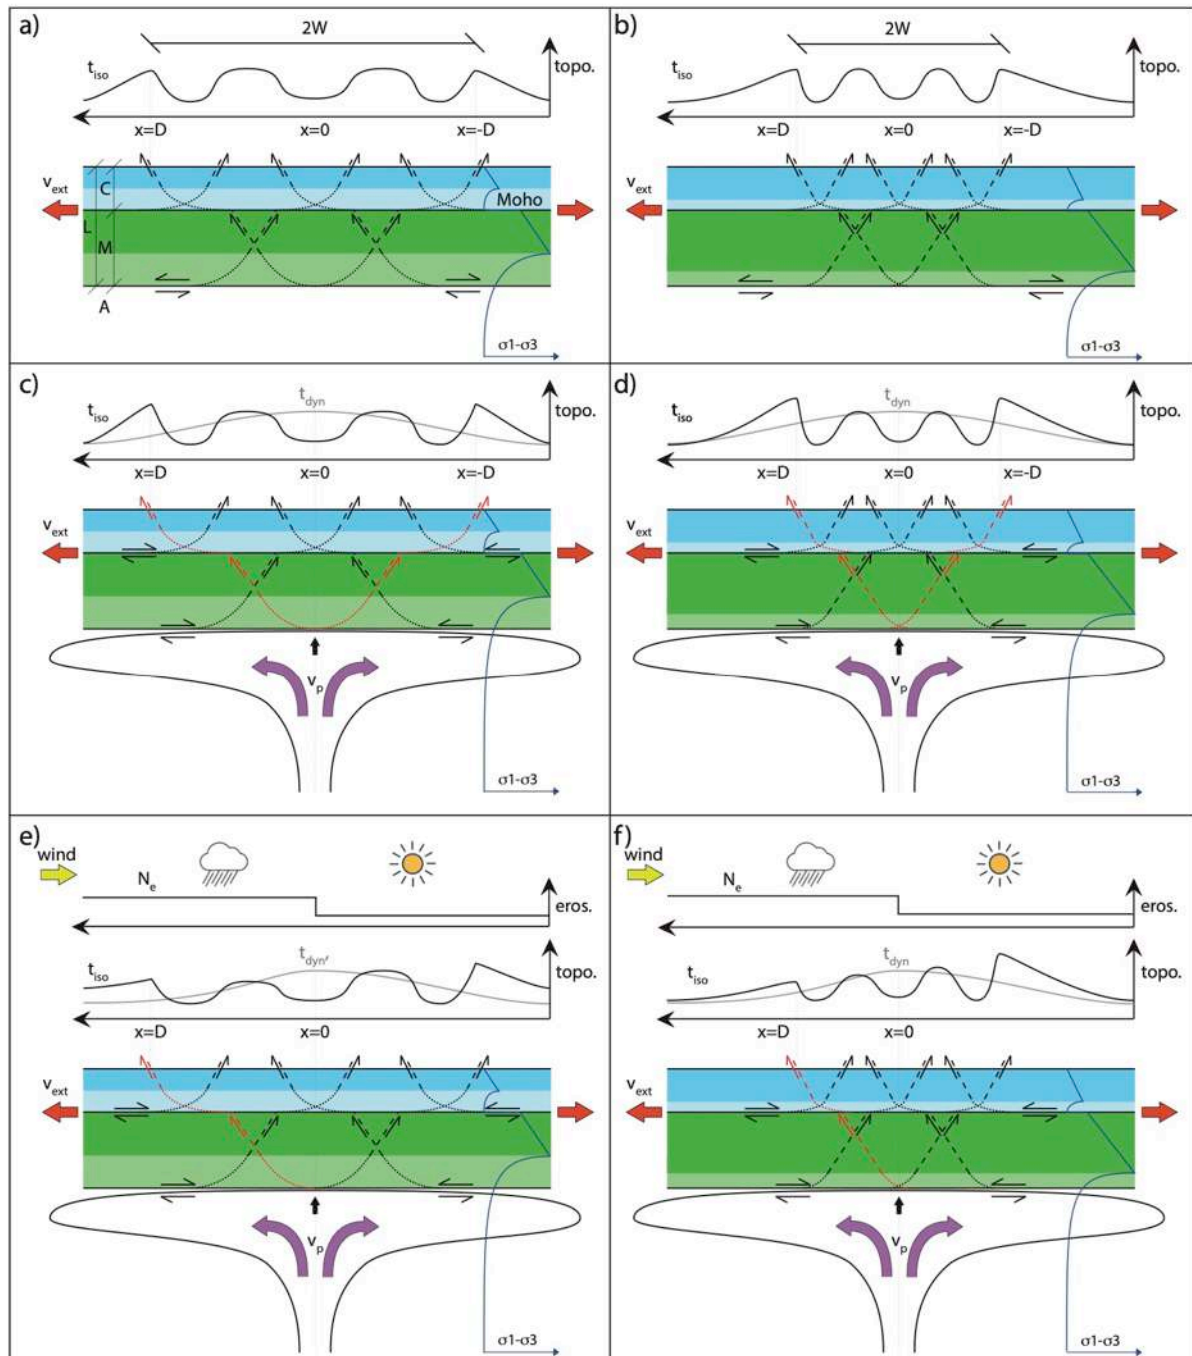 a)
2W
t_iso
topo.
x=D x=0 x=-D
v_ext
C
Moho
L
M
A
σ1-σ3
b)
2W
t_iso
topo.
x=D x=0 x=-D
v_ext
σ1-σ3
c)
t_dyn
t_iso
topo.
x=D x=0 x=-D
v_ext
v_p
σ1-σ3
d)
t_dyn
t_iso
topo.
x=D x=0 x=-D
v_ext
v_p
σ1-σ3
e)
wind
N_e
eros.
t_dyn'
t_iso
topo.
x=D x=0
v_ext
v_p
σ1-σ3
f)
wind
N_e
eros.
t_dyn
t_iso
topo.
x=D x=0
v_ext
v_p
σ1-σ3